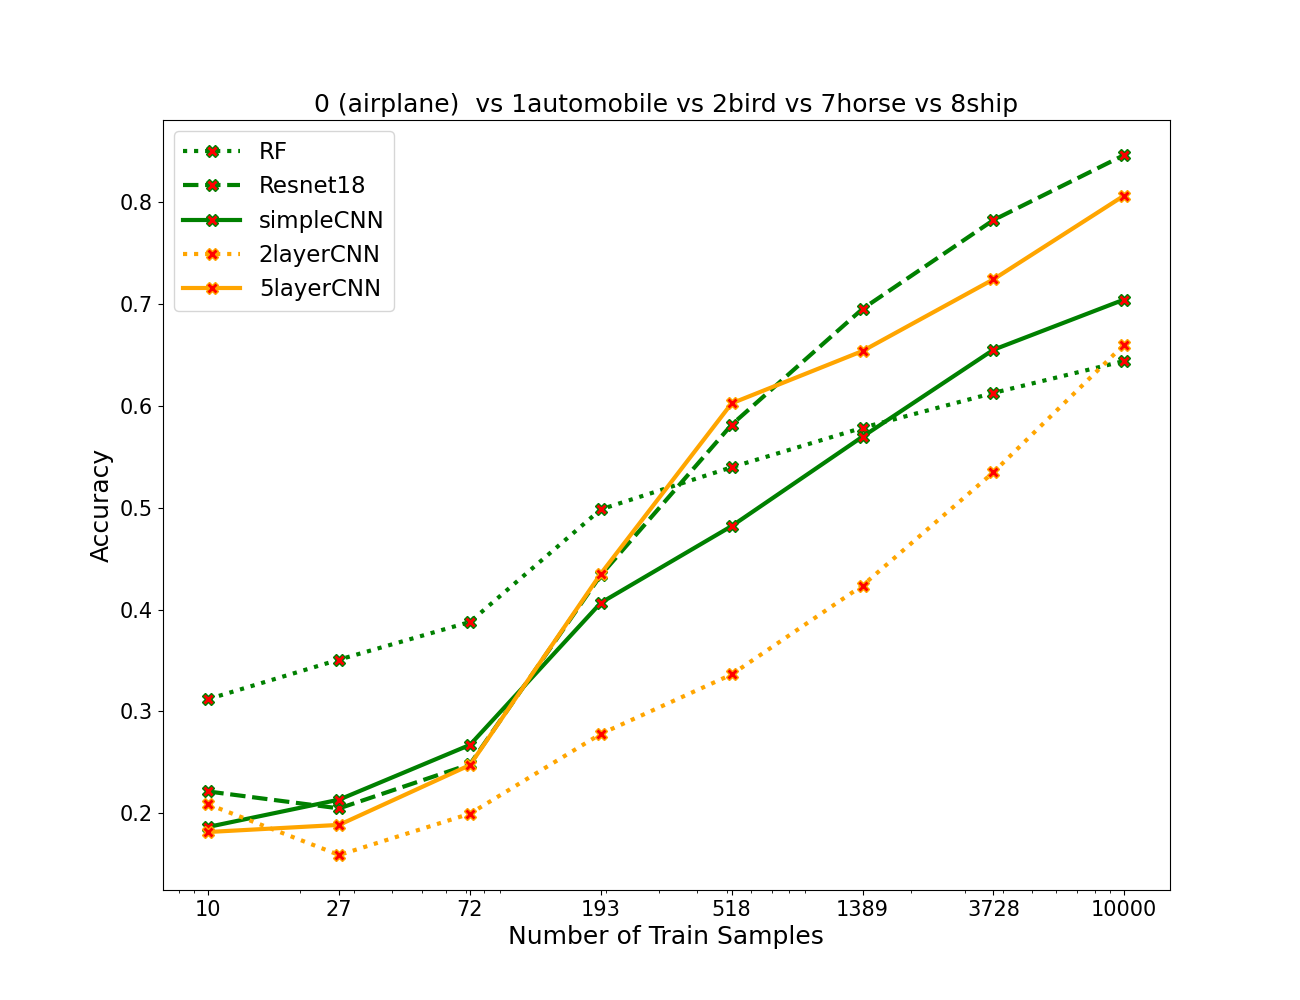 0 (airplane)  vs 1automobile vs 2bird vs 7horse vs 8ship
RF
Resnet18
simpleCNN
2layerCNN
5layerCNN
0.8
0.7
0.6
0.5
0.4
0.3
0.2
Accuracy
10 27 72 193 518 1389 3728 10000
Number of Train Samples